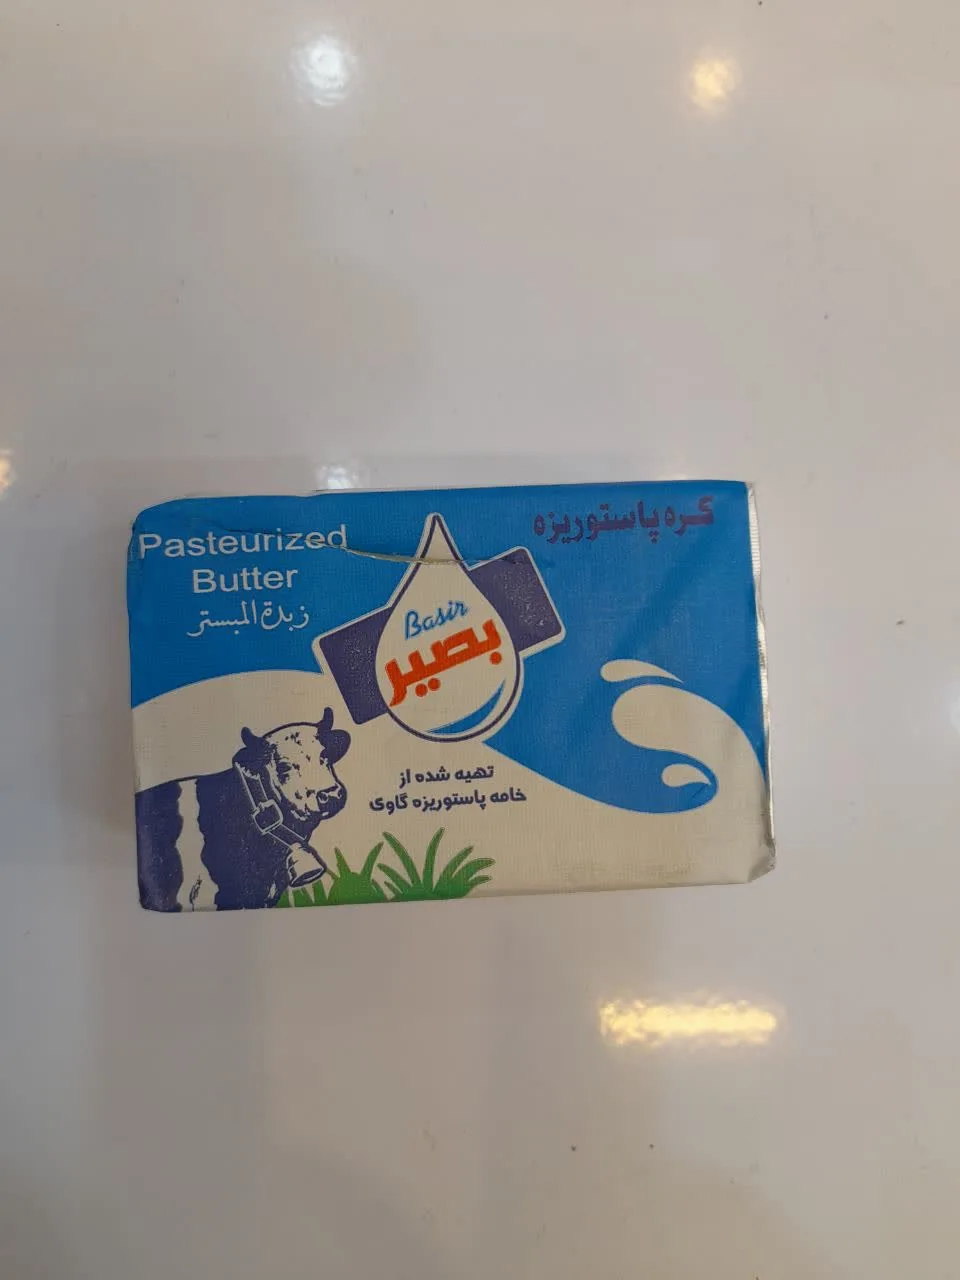 کره پاستوریزه
Pasteurized
Butter
زبدة المبستر
Basir
بصیر
تهیه شده از
خامه پاستوریزه گاوی